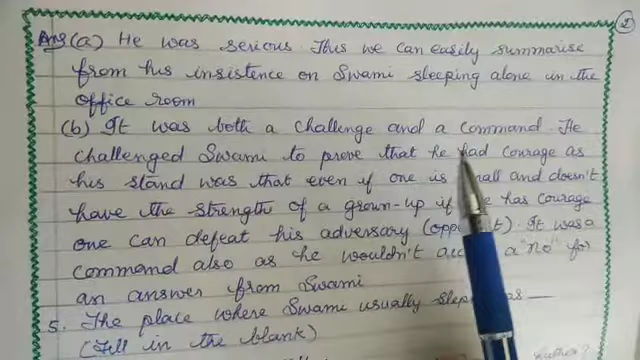 2
Ans (a) He was serious. This we can easily summarise
from his insistence on Swami sleeping alone in the
office room
(b) It was both a challenge and a command. He
challenged Swami to prove that he had courage as
his stand was that even if one is small and doesn't
have the strength of a grown-up if has courage
one can defeat his adversary ( ). It was a
command also as he wouldn't a "no" for
an answer from Swami
5. The place where Swami usually
(Fill in the blank)